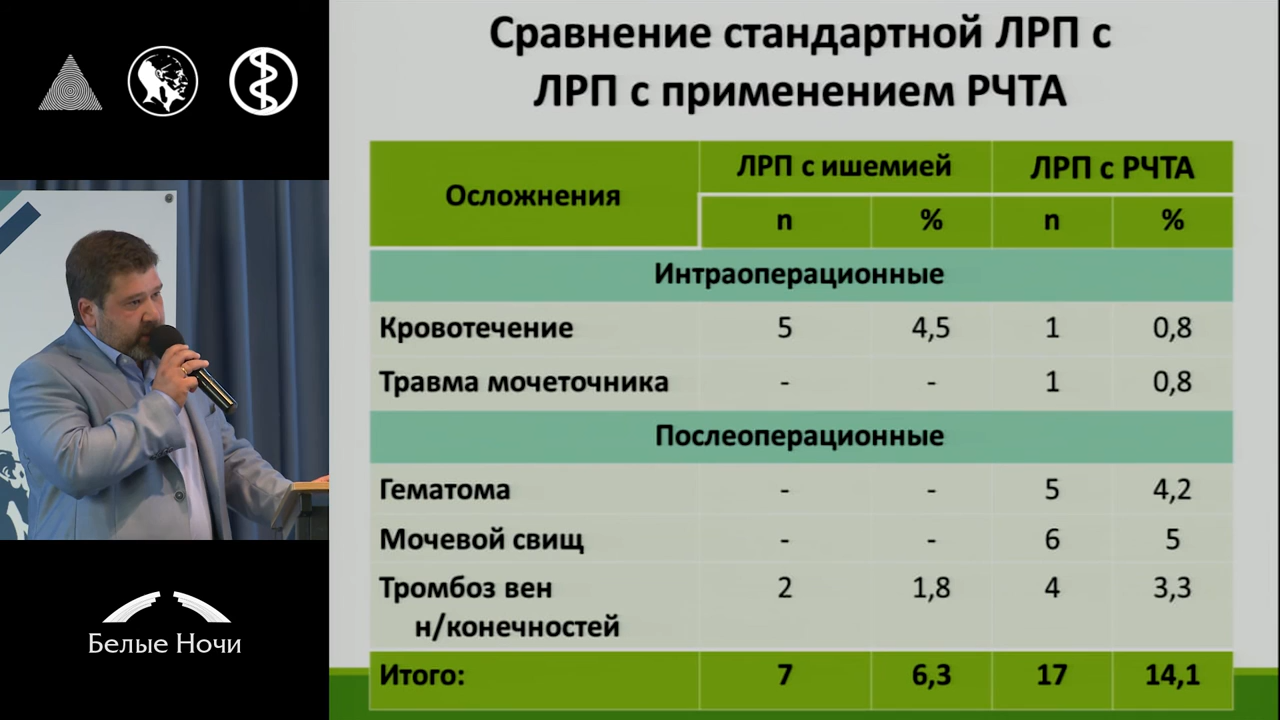 Сравнение стандартной ЛРП с
ЛРП с применением РЧТА
Осложнения
ЛРП с ишемией
ЛРП с РЧТА
n % n %
Интраоперационные
Кровотечение 5 4,5 1 0,8
Травма мочеточника - - 1 0,8
Послеоперационные
Гематома - - 5 4,2
Мочевой свищ - - 6 5
Тромбоз вен 2 1,8 4 3,3
н/конечностей
Итого: 7 6,3 17 14,1
Белые Ночи